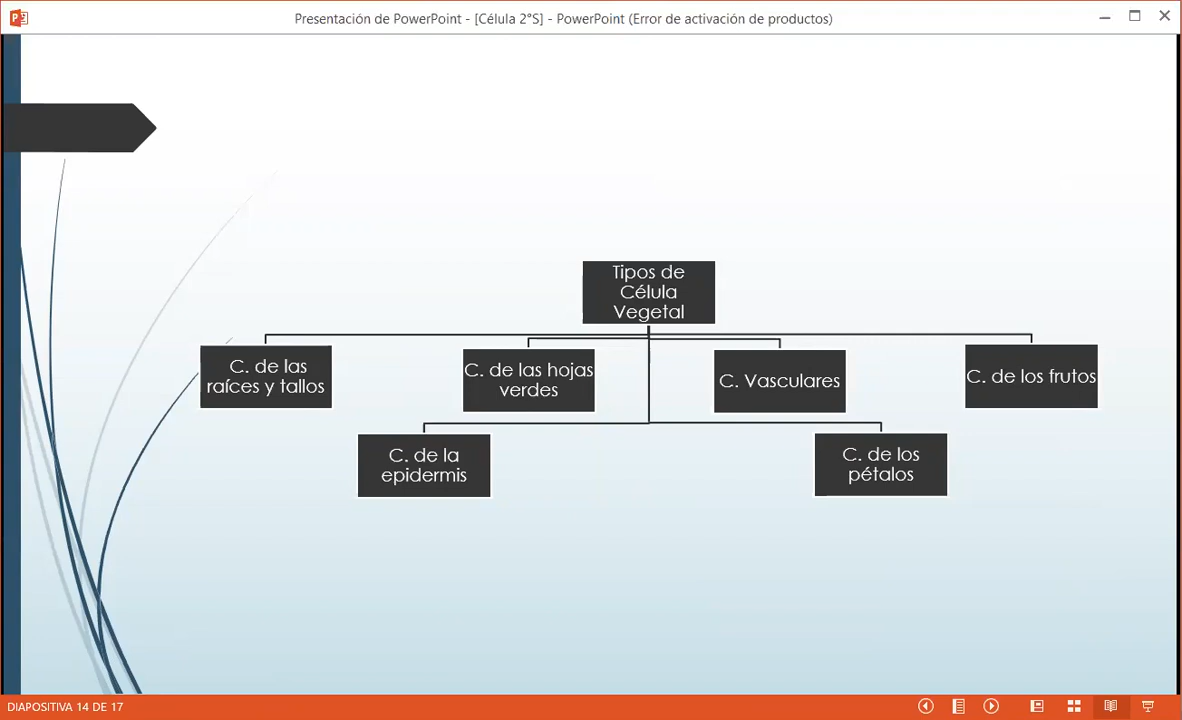 Presentación de PowerPoint - [Célula 2°S] - PowerPoint (Error de activación de productos)
Tipos de
Célula
Vegetal
C. de las
raíces y tallos
C. de las hojas
verdes
C. Vasculares
C. de los frutos
C. de la
epidermis
C. de los
pétalos
DIAPOSITIVA 14 DE 17